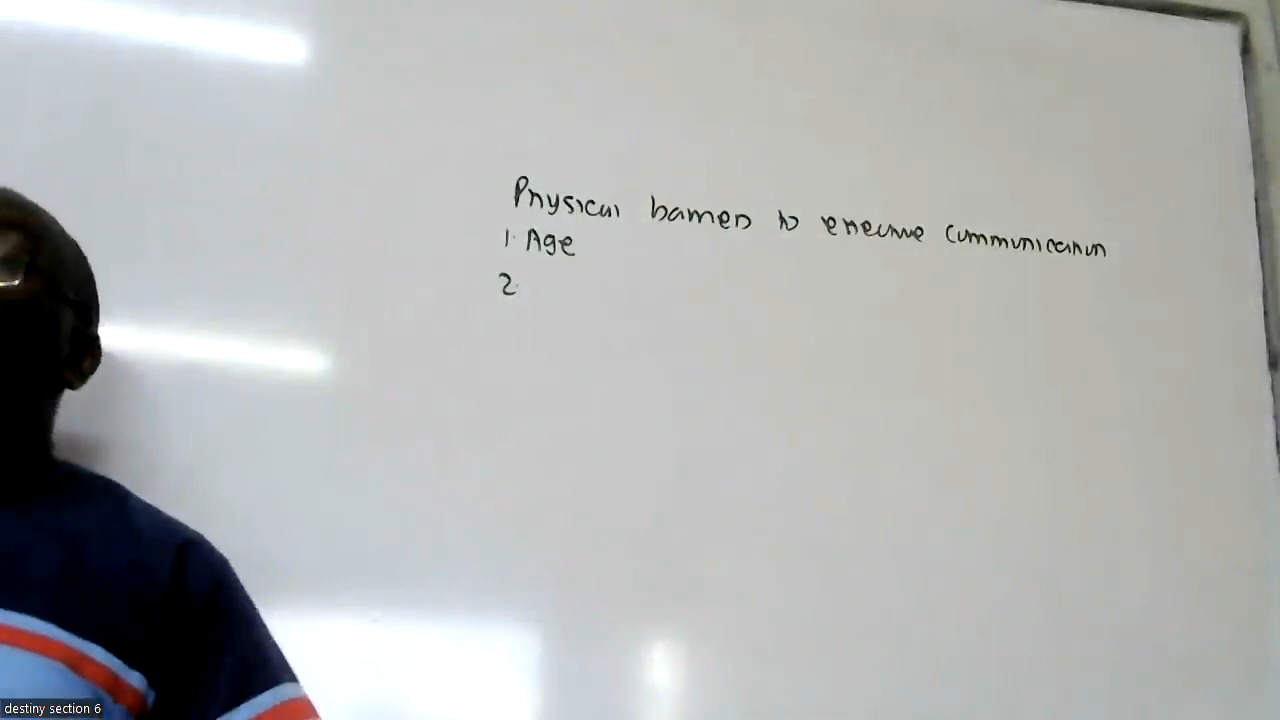 Physical barriers to effective communication
1. Age
2.
destiny section 6